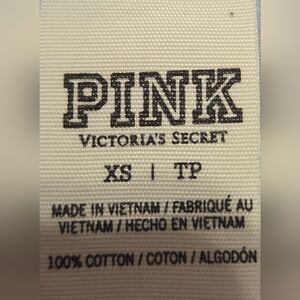 PINK
VICTORIA'S SECRET
XS | TP
MADE IN VIETNAM / FABRIQUÉ AU
VIETNAM / HECHO EN VIETNAM
100% COTTON / COTON / ALGODÓN